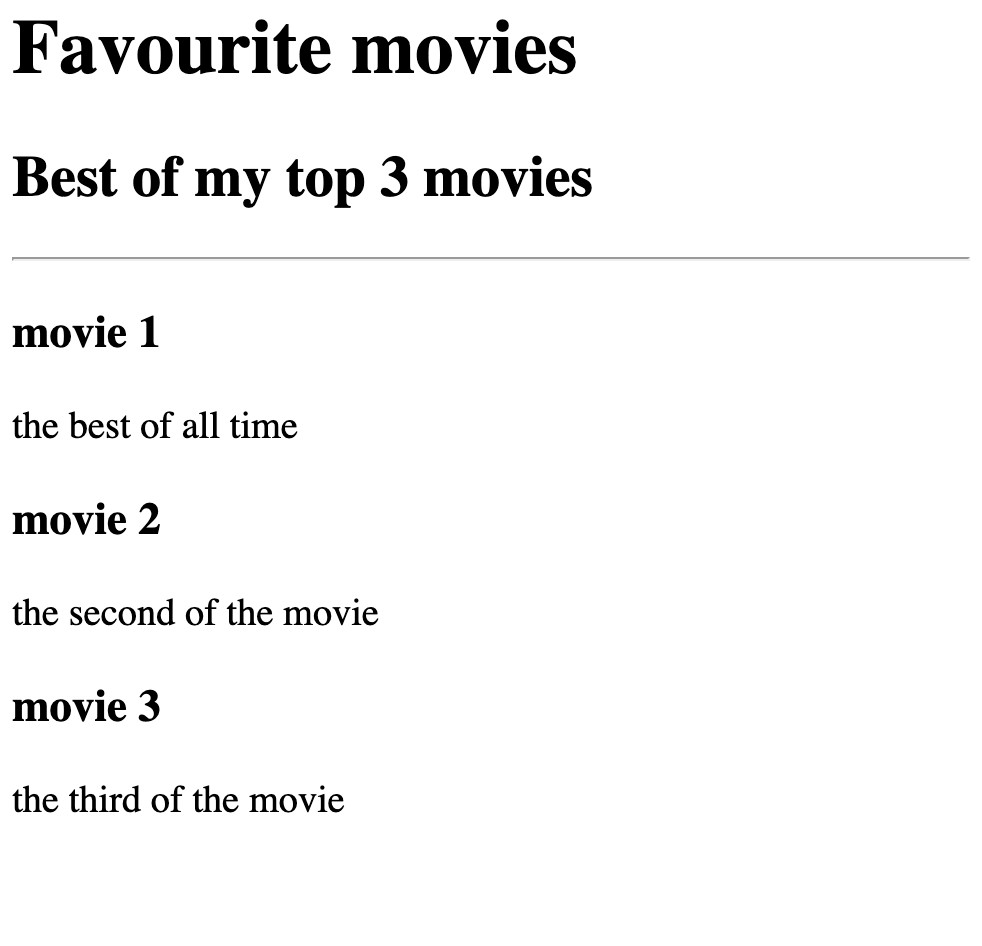 Favourite movies
Best of my top 3 movies
movie 1
the best of all time
movie 2
the second of the movie
movie 3
the third of the movie